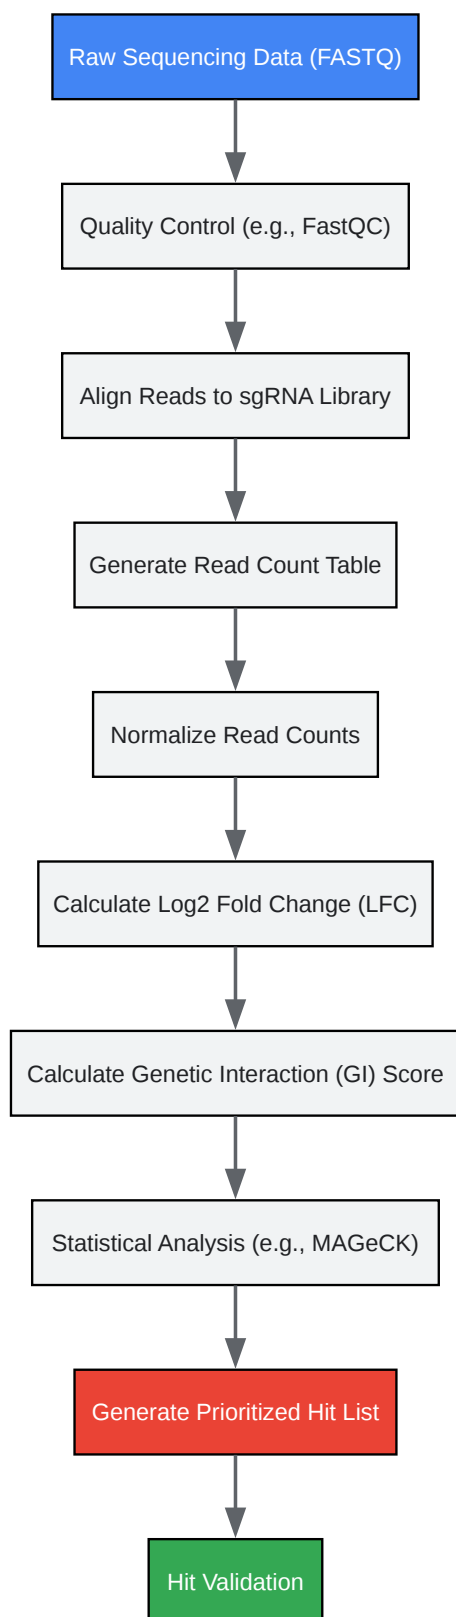 Raw Sequencing Data (FASTQ)
Quality Control (e.g., FastQC)
Align Reads to sgRNA Library
Generate Read Count Table
Normalize Read Counts
Calculate Log2 Fold Change (LFC)
Calculate Genetic Interaction (GI) Score
Statistical Analysis (e.g., MAGeCK)
Generate Prioritized Hit List
Hit Validation